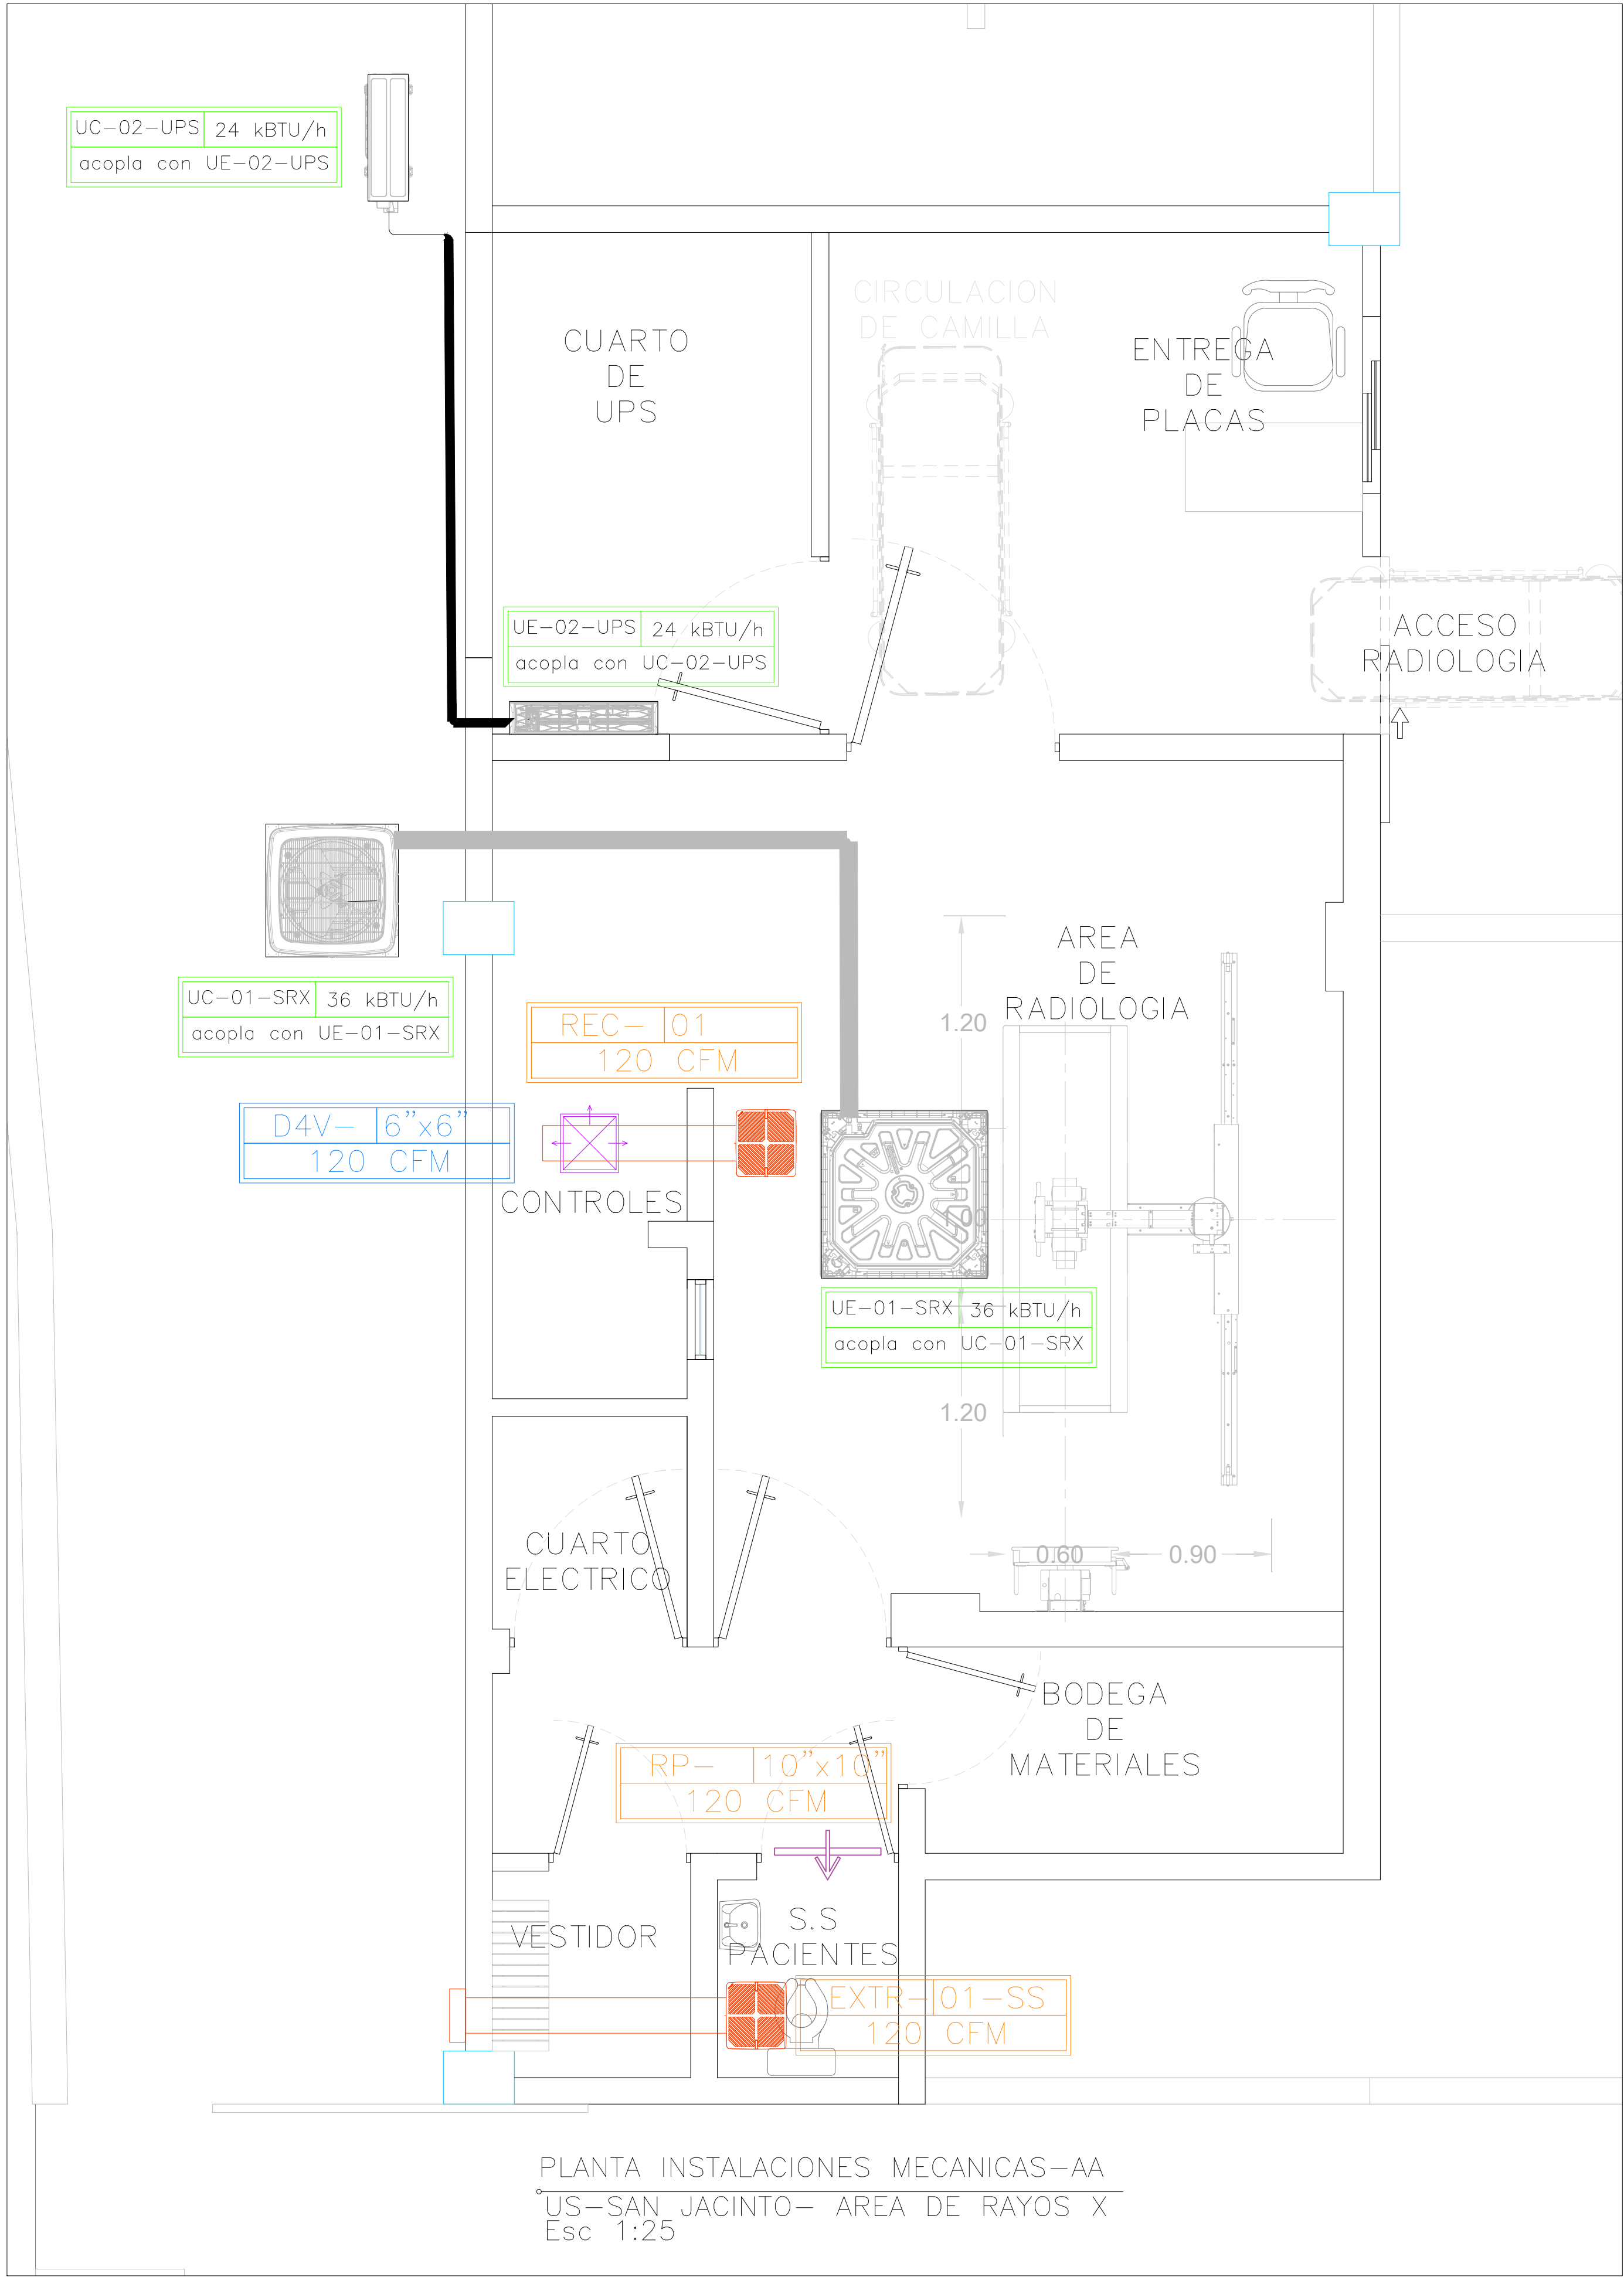 UC-02-UPS 24 kBTU/h
acopla con UE-02-UPS
CIRCULACION
DE CAMILLA
CUARTO
DE
UPS
ENTREGA
DE
PLACAS
UE-02-UPS 24 kBTU/h
acopla con UC-02-UPS
ACCESO
RADIOLOGIA
UC-01-SRX 36 kBTU/h
acopla con UE-01-SRX
AREA
DE
RADIOLOGIA
1.20
REC- 01
120 CFM
D4V- 6"x6"
120 CFM
CONTROLES
UE-01-SRX 36 kBTU/h
acopla con UC-01-SRX
1.20
CUARTO
ELECTRICO
0.60
0.90
BODEGA
DE
MATERIALES
RP- 10"x10"
120 CFM
VESTIDOR
S.S
PACIENTES
EXTR- 01-SS
120 CFM
PLANTA INSTALACIONES MECANICAS-AA
US-SAN JACINTO- AREA DE RAYOS X
Esc 1:25